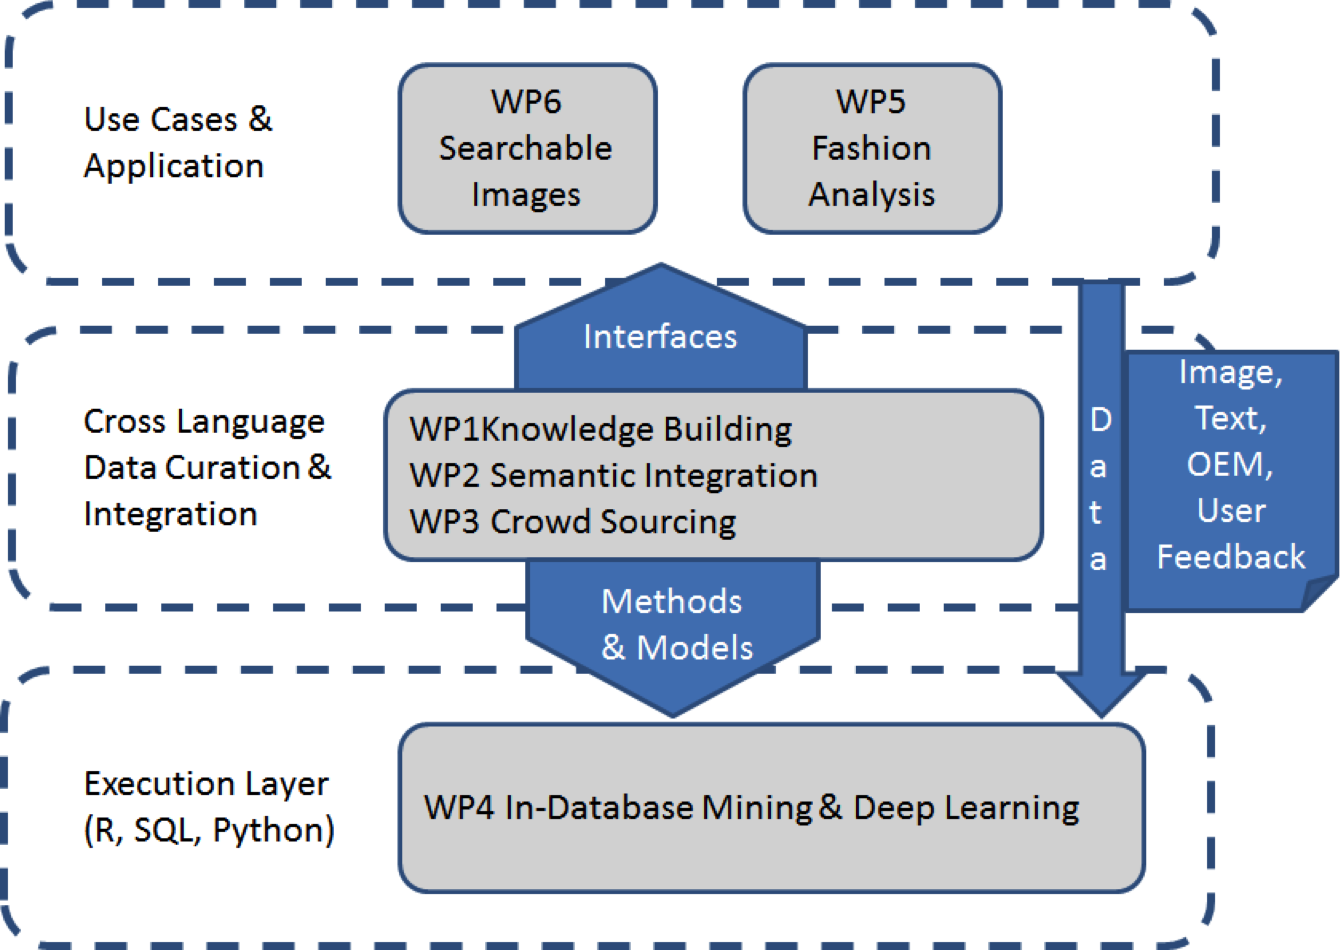 Use Cases &
Application
WP6
Searchable
Images
WP5
Fashion
Analysis
Interfaces
Cross Language
Data Curation &
Integration
WP1Knowledge Building
WP2 Semantic Integration
WP3 Crowd Sourcing
D
a
t
a
Image,
Text,
OEM,
User
Feedback
Methods
& Models
Execution Layer
(R, SQL, Python)
WP4 In-Database Mining & Deep Learning